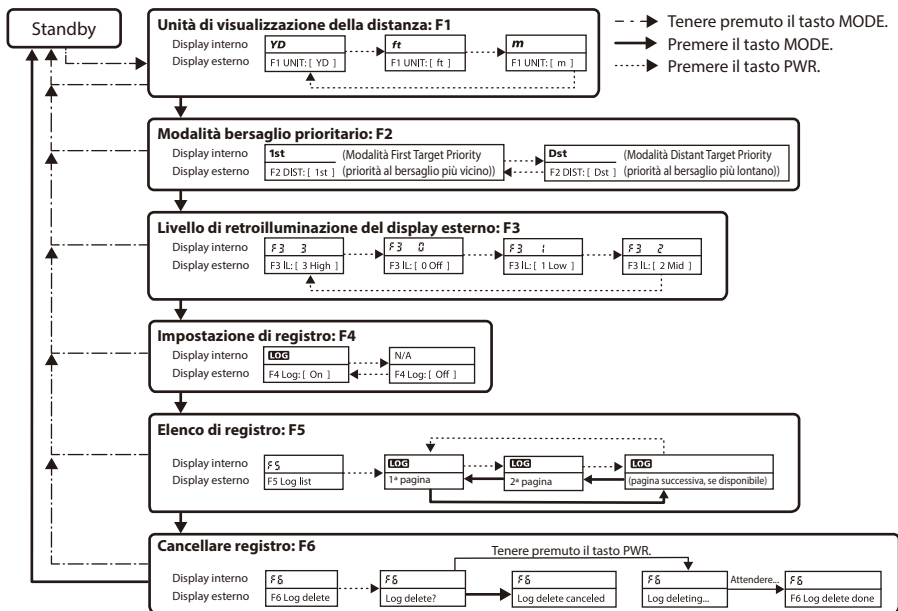 Standby
Tenere premuto il tasto MODE.
Premere il tasto MODE.
Premere il tasto PWR.
Unità di visualizzazione della distanza: F1
Display interno
YD
ft
m
Display esterno
F1 UNIT: [ YD ]
F1 UNIT: [ ft ]
F1 UNIT: [ m ]
Modalità bersaglio prioritario: F2
Display interno
1st
(Modalità First Target Priority
Dst
(Modalità Distant Target Priority
Display esterno
F2 DIST: [ 1st ]
(priorità al bersaglio più vicino))
F2 DIST: [ Dst ]
(priorità al bersaglio più lontano))
Livello di retroilluminazione del display esterno: F3
Display interno
F3 3
F3 0
F3 1
F3 2
Display esterno
F3 IL: [ 3 High ]
F3 IL: [ 0 Off ]
F3 IL: [ 1 Low ]
F3 IL: [ 2 Mid ]
Impostazione di registro: F4
Display interno
LOG
N/A
Display esterno
F4 Log: [ On ]
F4 Log: [ Off ]
Elenco di registro: F5
Display interno
F5
LOG
LOG
LOG
Display esterno
F5 Log list
1ª pagina
2ª pagina
(pagina successiva, se disponibile)
Cancellare registro: F6
Tenere premuto il tasto PWR.
Display interno
F6
F6
F6
F6
Attendere...
F6
Display esterno
F6 Log delete
Log delete?
Log delete canceled
Log deleting...
F6 Log delete done